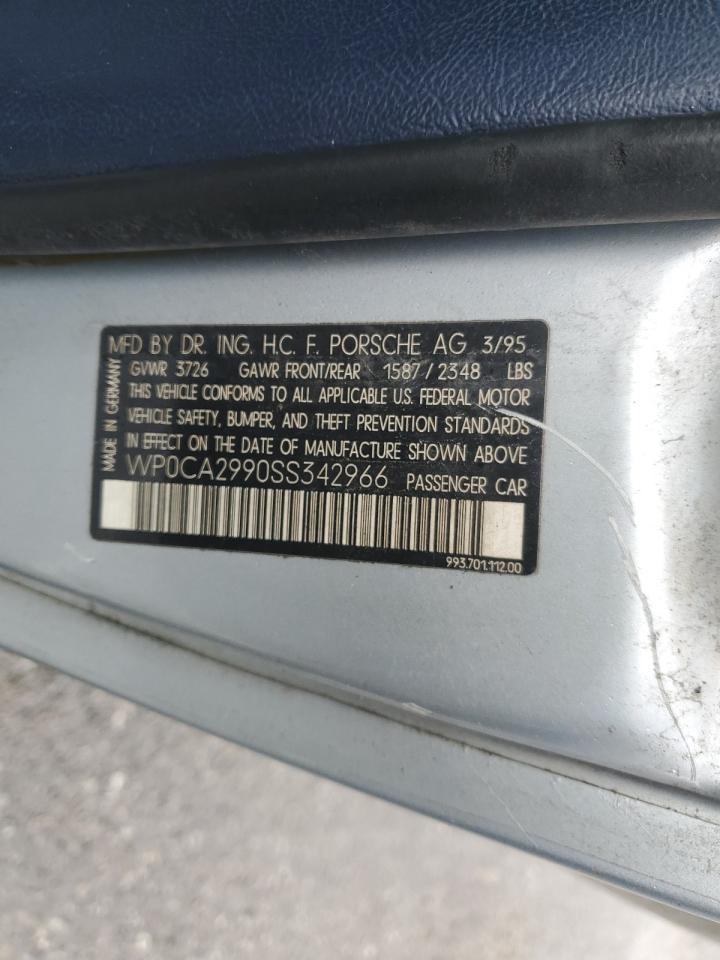 MFD BY DR. ING. H.C. F. PORSCHE AG 3/95
GVWR 3726 GAWR FRONT/REAR 1587/2348 LBS
THIS VEHICLE CONFORMS TO ALL APPLICABLE U.S. FEDERAL MOTOR
VEHICLE SAFETY, BUMPER, AND THEFT PREVENTION STANDARDS
IN EFFECT ON THE DATE OF MANUFACTURE SHOWN ABOVE
WP0CA2990SS342966 PASSENGER CAR
993.701.112.00
MADE IN GERMANY